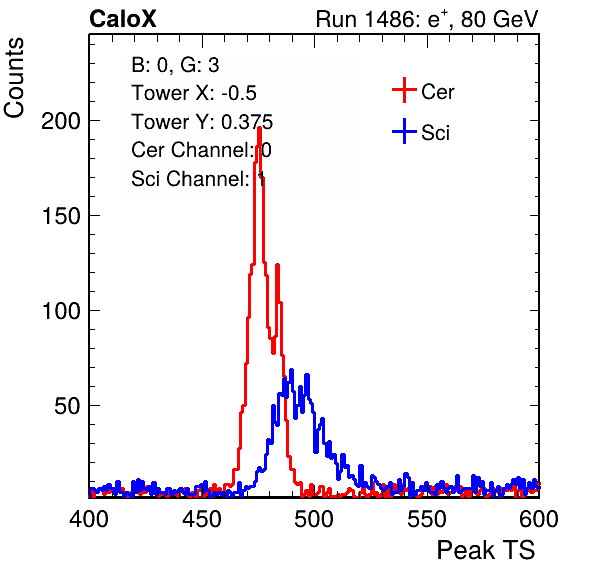 CaloX Run 1486: e+, 80 GeV
Counts
B: 0, G: 3
Tower X: -0.5
Tower Y: 0.375
Cer Channel: 0
Sci Channel: 1
Cer
Sci
200
150
100
50
400 450 500 550 600
Peak TS